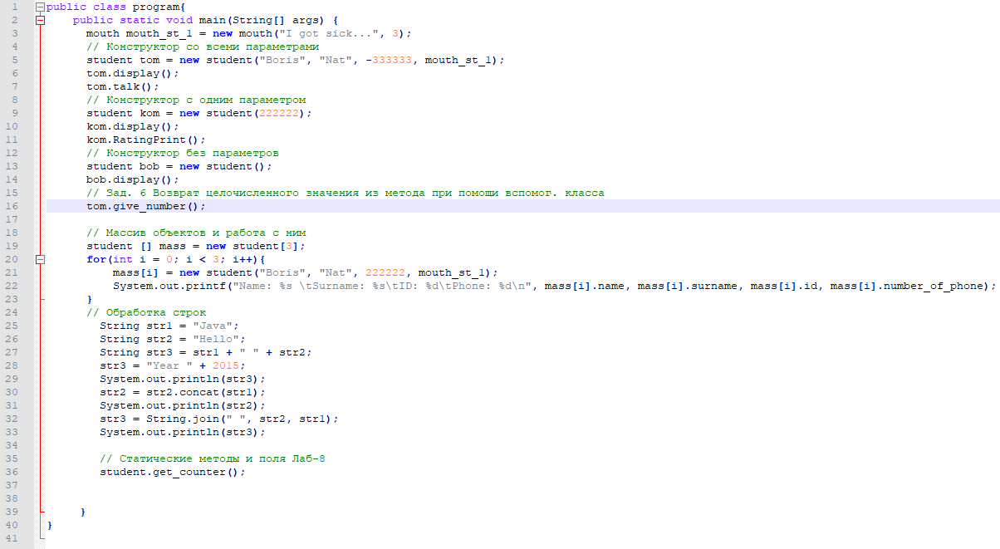 1 public class program{
2 public static void main(String[] args) {
3 mouth mouth_st_1 = new mouth("I got sick...", 3);
4 // Конструктор со всеми параметрами
5 student tom = new student("Boris", "Nat", -333333, mouth_st_1);
6 tom.display();
7 tom.talk();
8 // Конструктор с одним параметром
9 student kom = new student(222222);
10 kom.display();
11 kom.RatingPrint();
12 // Конструктор без параметров
13 student bob = new student();
14 bob.display();
15 // Зад. 6 Возврат целочисленного значения из метода при помощи вспомог. класса
16 tom.give_number();
17
18 // Массив объектов и работа с ним
19 student [] mass = new student[3];
20 for(int i = 0; i < 3; i++){
21 mass[i] = new student("Boris", "Nat", 222222, mouth_st_1);
22 System.out.printf("Name: %s \tSurname: %s\tID: %d\tPhone: %d\n", mass[i].name, mass[i].surname, mass[i].id, mass[i].number_of_phone);
23 }
24 // Обработка строк
25 String str1 = "Java";
26 String str2 = "Hello";
27 String str3 = str1 + " " + str2;
28 str3 = "Year " + 2015;
29 System.out.println(str3);
30 str2 = str2.concat(str1);
31 System.out.println(str2);
32 str3 = String.join(" ", str2, str1);
33 System.out.println(str3);
34
35 // Статические методы и поля Лаб-8
36 student.get_counter();
37
38
39 }
40 }
41